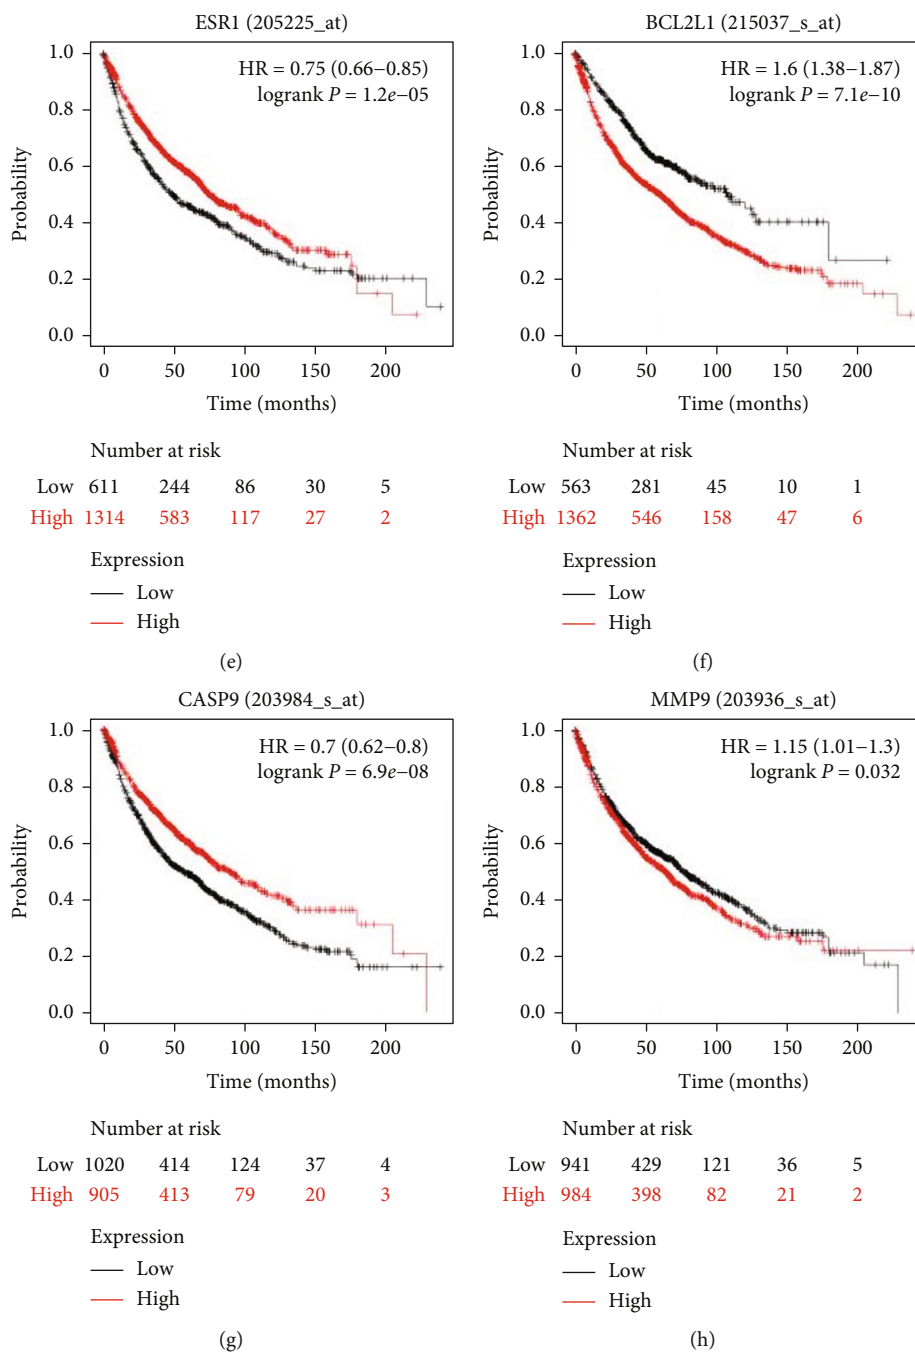 ESR1 (205225_at)
HR = 0.75 (0.66–0.85)
logrank P = 1.2e–05
1.0
0.8
0.6
0.4
0.2
0.0
Probability
0 50 100 150 200
Time (months)
Number at risk
Low 611 244 86 30 5
High 1314 583 117 27 2
Expression
Low
High
(e)
BCL2L1 (215037_s_at)
HR = 1.6 (1.38–1.87)
logrank P = 7.1e–10
1.0
0.8
0.6
0.4
0.2
0.0
Probability
0 50 100 150 200
Time (months)
Number at risk
Low 563 281 45 10 1
High 1362 546 158 47 6
Expression
Low
High
(f)
CASP9 (203984_s_at)
HR = 0.7 (0.62–0.8)
logrank P = 6.9e–08
1.0
0.8
0.6
0.4
0.2
0.0
Probability
0 50 100 150 200
Time (months)
Number at risk
Low 1020 414 124 37 4
High 905 413 79 20 3
Expression
Low
High
(g)
MMP9 (203936_s_at)
HR = 1.15 (1.01–1.3)
logrank P = 0.032
1.0
0.8
0.6
0.4
0.2
0.0
Probability
0 50 100 150 200
Time (months)
Number at risk
Low 941 429 121 36 5
High 984 398 82 21 2
Expression
Low
High
(h)